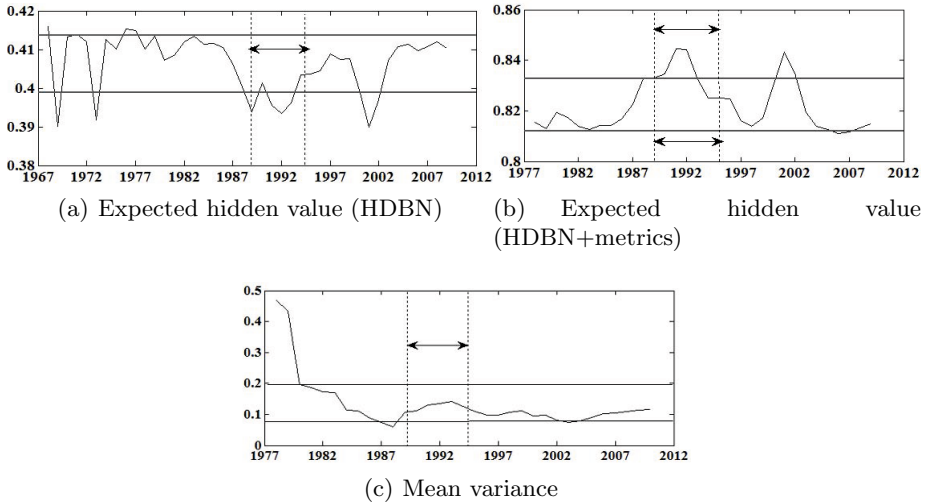 0.42
0.41
0.4
0.39
0.38
1967 1972 1977 1982 1987 1992 1997 2002 2007 2012
(a) Expected hidden value (HDBN)
0.86
0.84
0.82
0.8
1977 1982 1987 1992 1997 2002 2007 2012
(b) Expected hidden value
(HDBN+metrics)
0.5
0.4
0.3
0.2
0.1
0
1977 1982 1987 1992 1997 2002 2007 2012
(c) Mean variance